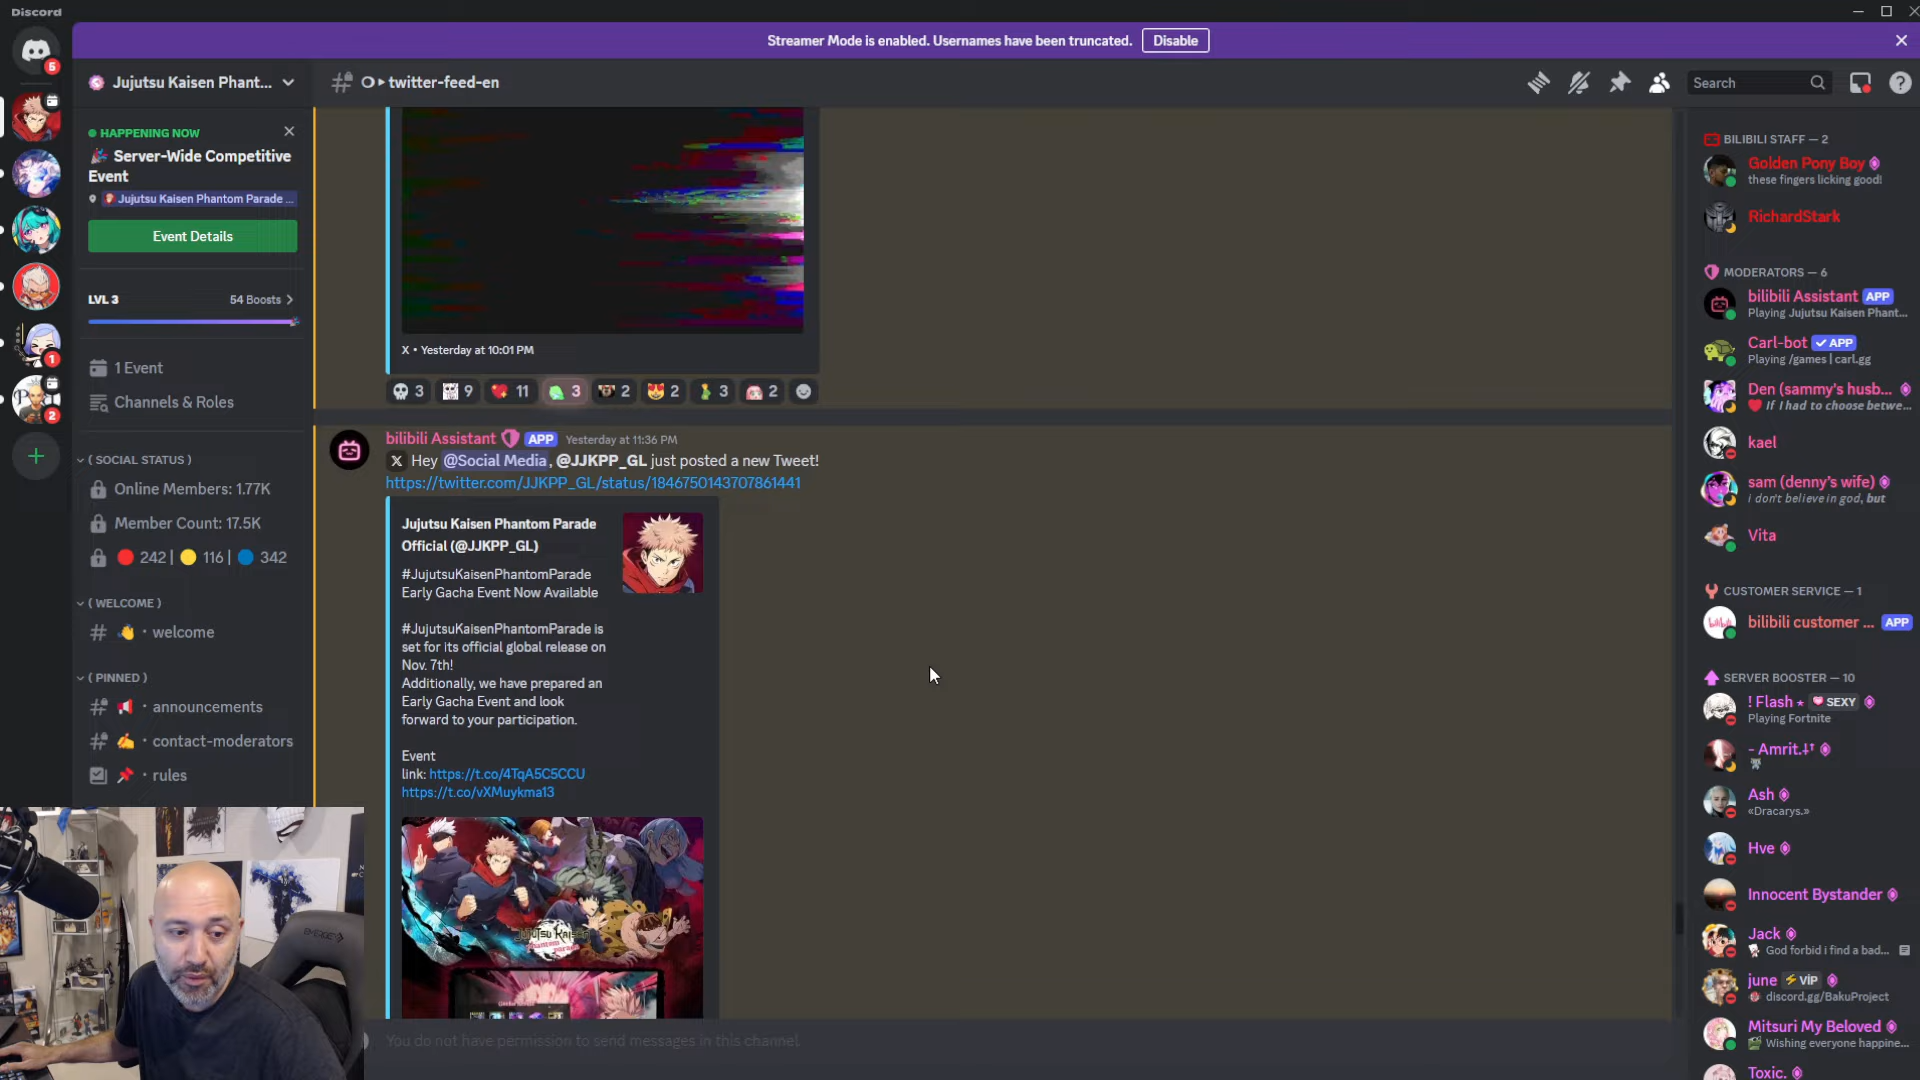 Discord
Streamer Mode is enabled. Usernames have been truncated.
Disable
5
Jujutsu Kaisen Phant...
twitter-feed-en
Search
HAPPENING NOW
Server-Wide Competitive
Event
Jujutsu Kaisen Phantom Parade ...
Event Details
LVL 3
54 Boosts
1 Event
Channels & Roles
1
2
( SOCIAL STATUS )
Online Members: 1.77K
Member Count: 17.5K
242 | 116 | 342
( WELCOME )
welcome
( PINNED )
announcements
contact-moderators
rules
X • Yesterday at 10:01 PM
3
9
11
3
2
2
3
2
bilibili Assistant
APP
Yesterday at 11:36 PM
X Hey @Social Media, @JJKPP_GL just posted a new Tweet!
https://twitter.com/JJKPP_GL/status/1846750143707861441
Jujutsu Kaisen Phantom Parade
Official (@JJKPP_GL)
#JujutsuKaisenPhantomParade
Early Gacha Event Now Available
#JujutsuKaisenPhantomParade is
set for its official global release on
Nov. 7th!
Additionally, we have prepared an
Early Gacha Event and look
forward to your participation.
Event
link: https://t.co/4TqA5C5CCU
https://t.co/vXMuykma13
Jujutsu Kaisen
Phantom Parade
You do not have permission to send messages in this channel.
BILIBILI STAFF — 2
Golden Pony Boy
these fingers licking good!
RichardStark
MODERATORS — 6
bilibili Assistant APP
Playing Jujutsu Kaisen Phant...
Carl-bot ✓ APP
Playing /games | carl.gg
Den (sammy's husb...
If I had to choose betwe...
kael
sam (denny's wife)
i don't believe in god, but
Vita
CUSTOMER SERVICE — 1
bilibili customer ... APP
SERVER BOOSTER — 10
! Flash ⋆ SEXY
Playing Fortnite
- Amrit.
Ash
«Dracarys.»
Hve
Innocent Bystander
Jack
God forbid i find a bad...
june VIP
discord.gg/BakuProject
Mitsuri My Beloved
Wishing everyone happine...
Toxic.